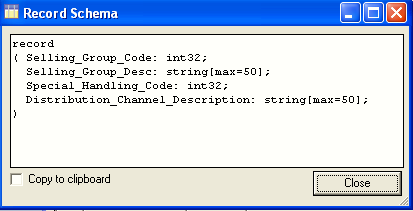 Record Schema
record
( Selling_Group_Code: int32;
  Selling_Group_Desc: string[max=50];
  Special_Handling_Code: int32;
  Distribution_Channel_Description: string[max=50];
)
Copy to clipboard
Close